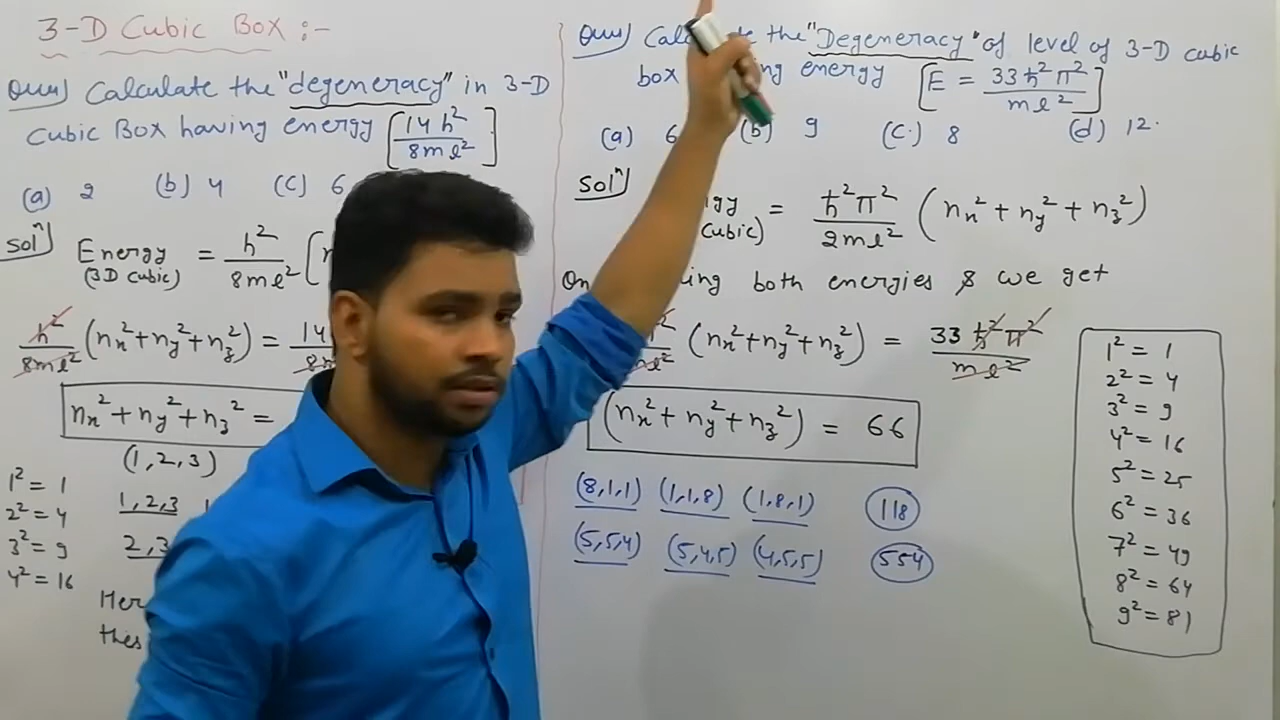 3-D Cubic Box :-
Ques) Calculate the "degeneracy" in 3-D
Cubic Box having energy [14 h² / 8ml²]
(a) 2 (b) 4 (c) 6
Solⁿ) Energy (3D cubic) = h² / 8ml² [n
h² / 8ml² (nx² + ny² + nz²) = 14
nx² + ny² + nz² =
(1,2,3)
1,2,3
2,3
1² = 1
2² = 4
3² = 9
4² = 16
Ques) the "Degeneracy" of level of 3-D cubic
box energy [E = 33ħ²π² / ml²]
(a) 6 (b) 9 (c.) 8 (d) 12.
Solⁿ)
cubic) = ħ²π² / 2ml² (nx² + ny² + nz²)
both energies & we get
(nx² + ny² + nz²) = 33 ħ²π² / ml²
(nx² + ny² + nz²) = 66
(8,1,1) (1,1,8) (1,8,1) 118
(5,5,4) (5,4,5) (4,5,5) 554
1² = 1
2² = 4
3² = 9
4² = 16
5² = 25
6² = 36
7² = 49
8² = 64
9² = 81